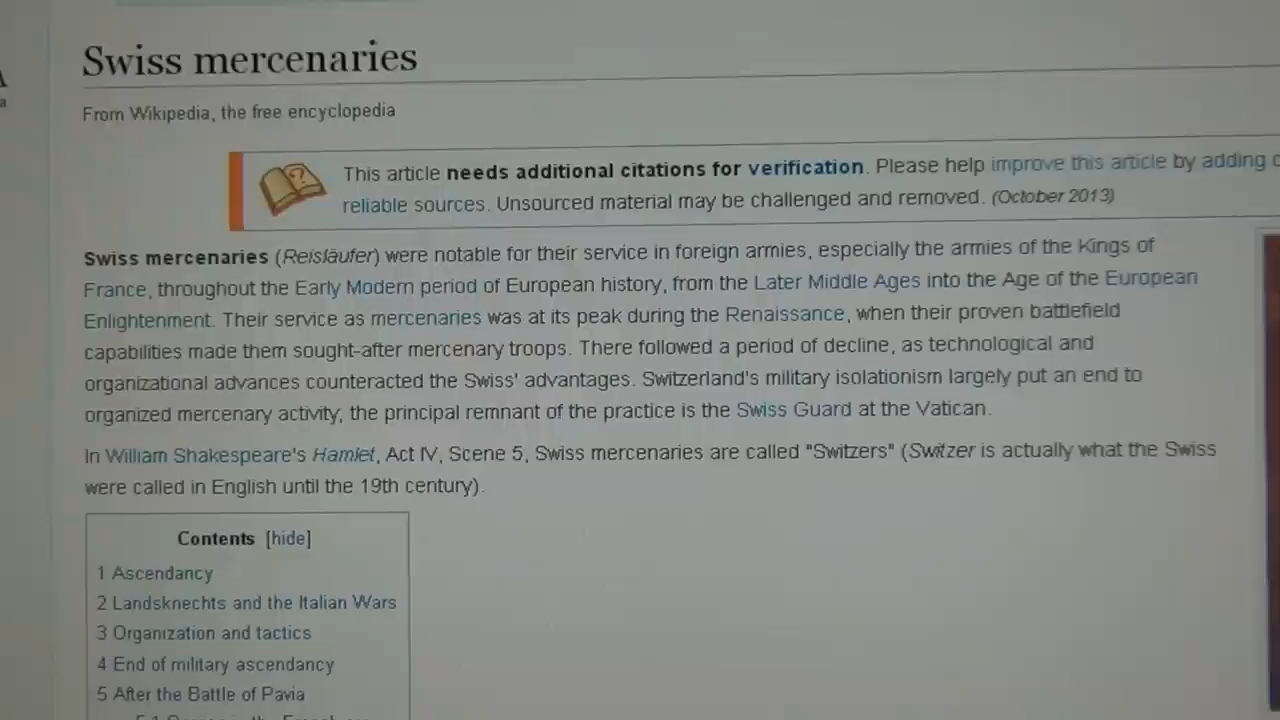 Swiss mercenaries
From Wikipedia, the free encyclopedia
This article needs additional citations for verification. Please help improve this article by adding
reliable sources. Unsourced material may be challenged and removed. (October 2013)
Swiss mercenaries (Reisläufer) were notable for their service in foreign armies, especially the armies of the Kings of
France, throughout the Early Modern period of European history, from the Later Middle Ages into the Age of the European
Enlightenment. Their service as mercenaries was at its peak during the Renaissance, when their proven battlefield
capabilities made them sought-after mercenary troops. There followed a period of decline, as technological and
organizational advances counteracted the Swiss' advantages. Switzerland's military isolationism largely put an end to
organized mercenary activity, the principal remnant of the practice is the Swiss Guard at the Vatican.
In William Shakespeare's Hamlet, Act IV, Scene 5, Swiss mercenaries are called "Switzers" (Switzer is actually what the Swiss
were called in English until the 19th century).
Contents [hide]
1 Ascendancy
2 Landsknechts and the Italian Wars
3 Organization and tactics
4 End of military ascendancy
5 After the Battle of Pavia